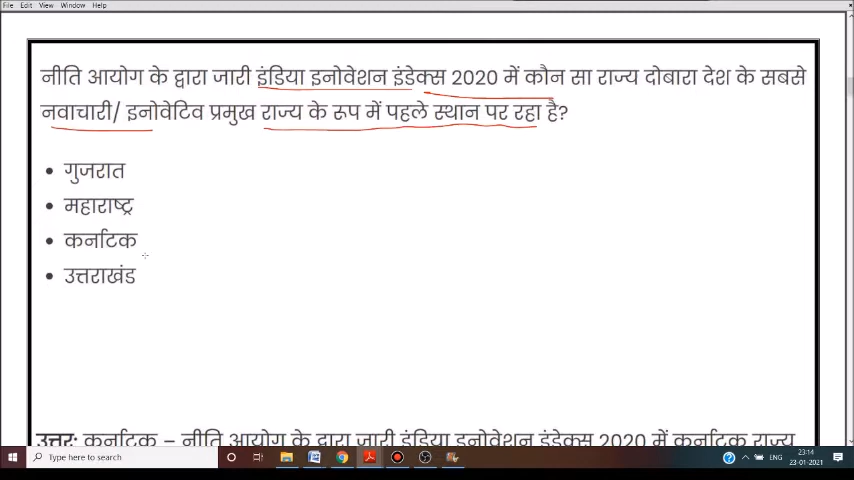 File Edit View Window Help
नीति आयोग के द्वारा जारी इंडिया इनोवेशन इंडेक्स 2020 में कौन सा राज्य दोबारा देश के सबसे
नवाचारी/ इनोवेटिव प्रमुख राज्य के रूप में पहले स्थान पर रहा है?
• गुजरात
• महाराष्ट्र
• कर्नाटक
• उत्तराखंड
उत्तर: कर्नाटक – नीति आयोग के द्वारा जारी इंडिया इनोवेशन इंडेक्स 2020 में कर्नाटक राज्य
Type here to search
ENG
23:14
23-01-2021